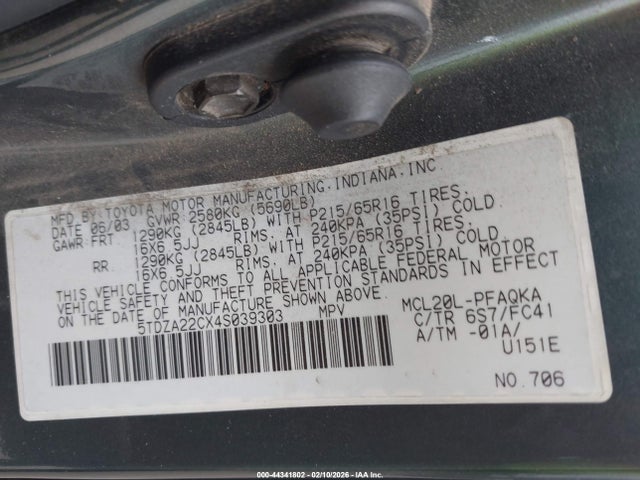 MFD.BY:TOYOTA MOTOR MANUFACTURING.INDIANA,INC.
DATE 06/03 GVWR 2580KG (5690LB)
GAWR:FRT. 1290KG (2845LB) WITH P215/65R16 TIRES,
16X6.5JJ RIMS, AT 240KPA (35PSI) COLD.
RR. 1290KG (2845LB) WITH P215/65R16 TIRES,
16X6.5JJ RIMS, AT 240KPA (35PSI) COLD.
THIS VEHICLE CONFORMS TO ALL APPLICABLE FEDERAL MOTOR
VEHICLE SAFETY AND THEFT PREVENTION STANDARDS IN EFFECT
ON THE DATE OF MANUFACTURE SHOWN ABOVE.
5TDZA22CX4S039303 MPV
MCL20L-PFAQKA
C/TR 6S7/FC41
A/TM -01A/
U151E
NO.706
000-44341802 - 02/10/2026 - IAA Inc.